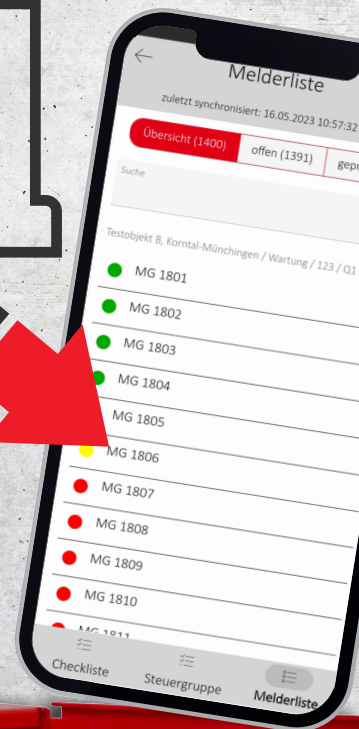 Melderliste
zuletzt synchronisiert: 16.05.2023 10:57:32
Übersicht (1400)
offen (1391)
Suche
Testobjekt B, Korntal-Münchingen / Wartung / 123 / Q1
MG 1801
MG 1802
MG 1803
MG 1804
MG 1805
MG 1806
MG 1807
MG 1808
MG 1809
MG 1810
MG 1811
Checkliste
Steuergruppe
Melderliste